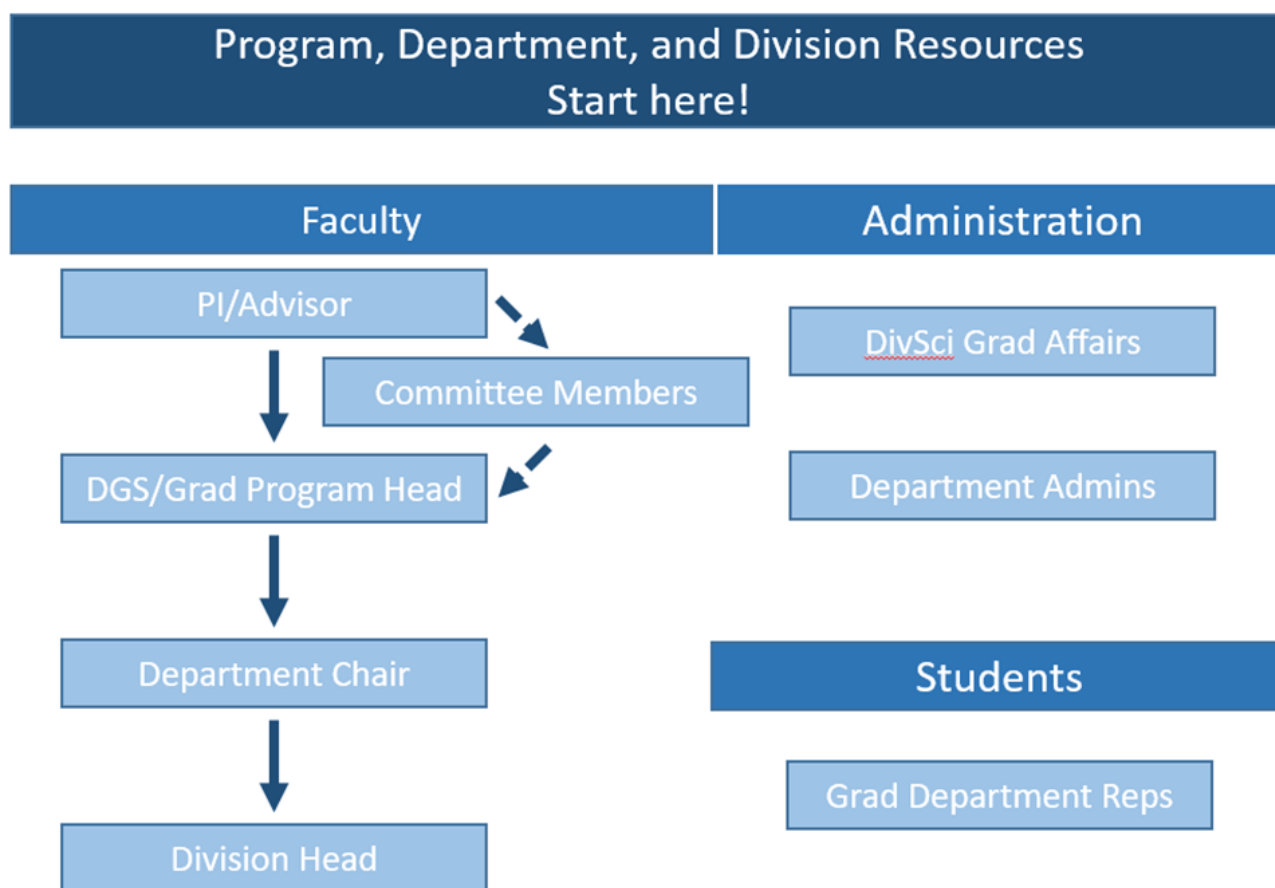 Program, Department, and Division Resources
Start here!
Faculty
PI/Advisor
Committee Members
DGS/Grad Program Head
Department Chair
Division Head
Administration
DivSci Grad Affairs
Department Admins
Students
Grad Department Reps